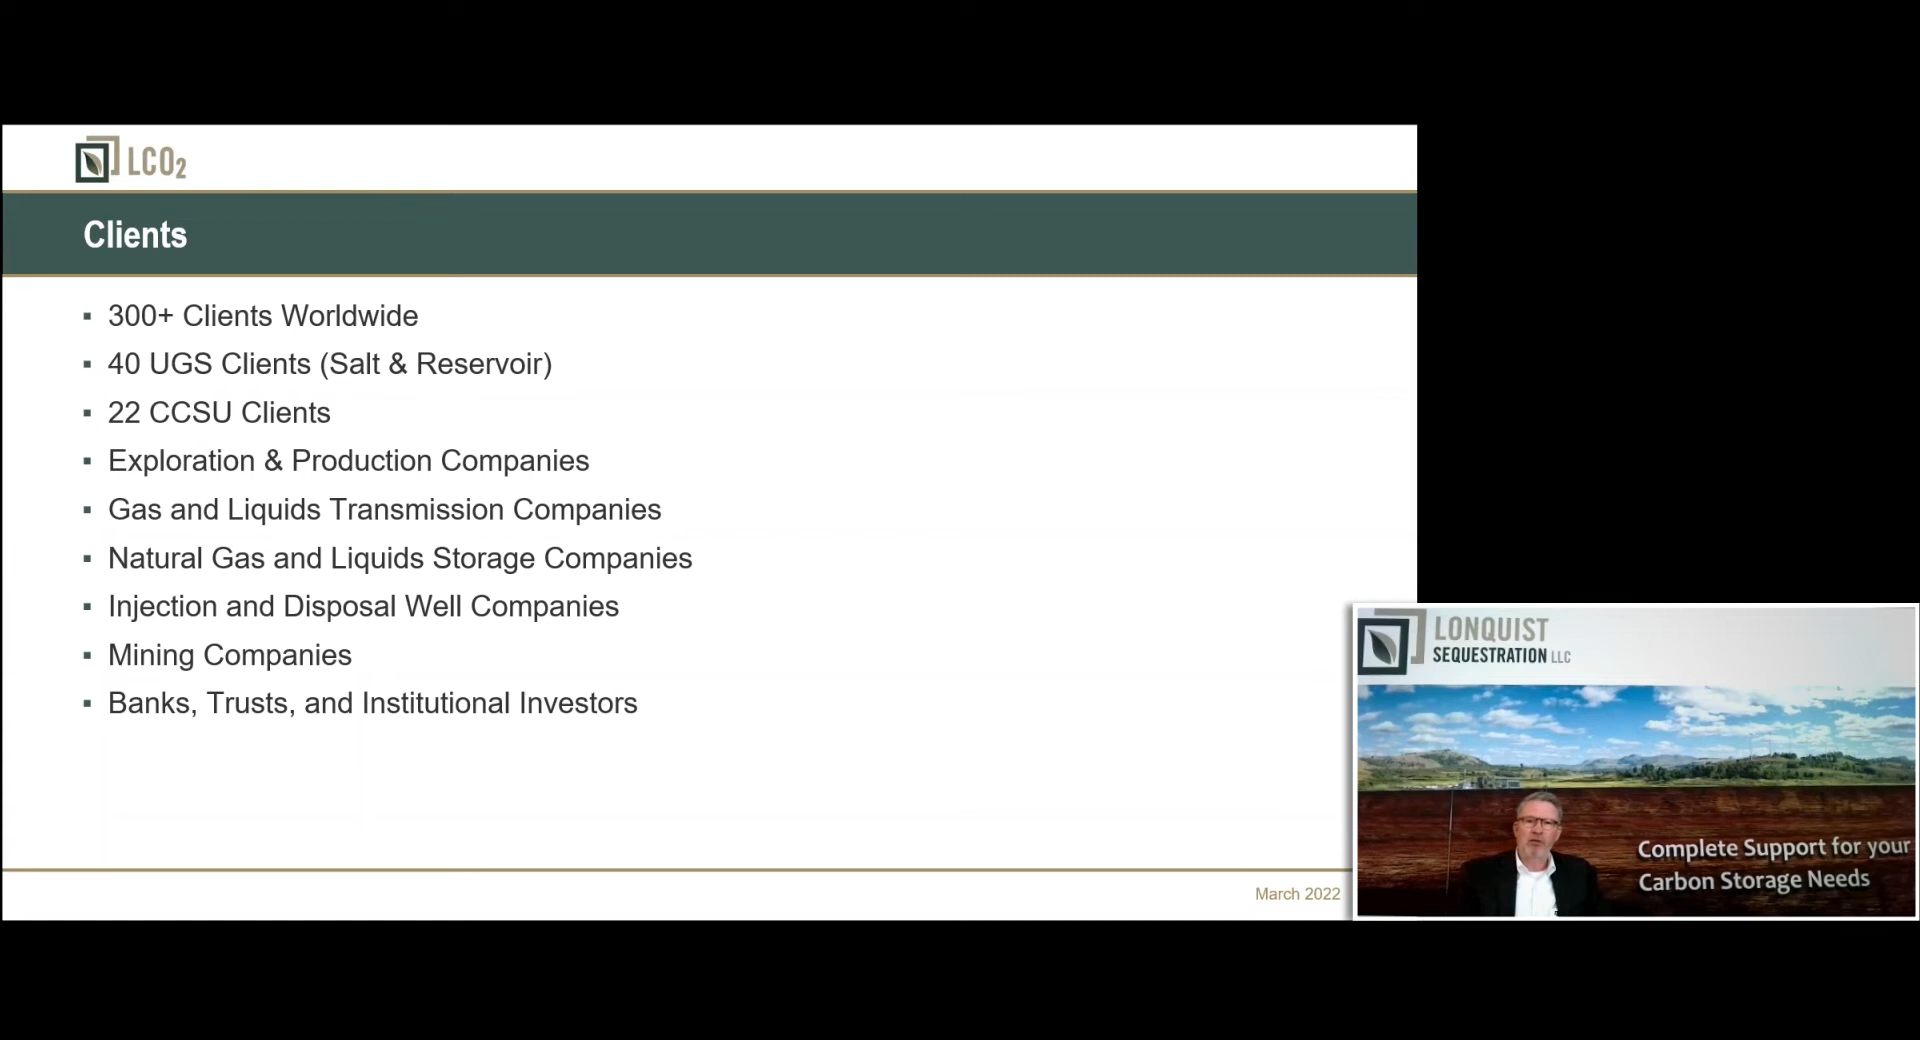 LCO2
Clients
300+ Clients Worldwide
40 UGS Clients (Salt & Reservoir)
22 CCSU Clients
Exploration & Production Companies
Gas and Liquids Transmission Companies
Natural Gas and Liquids Storage Companies
Injection and Disposal Well Companies
Mining Companies
Banks, Trusts, and Institutional Investors
March 2022
LONQUIST
SEQUESTRATION LLC
Complete Support for your
Carbon Storage Needs